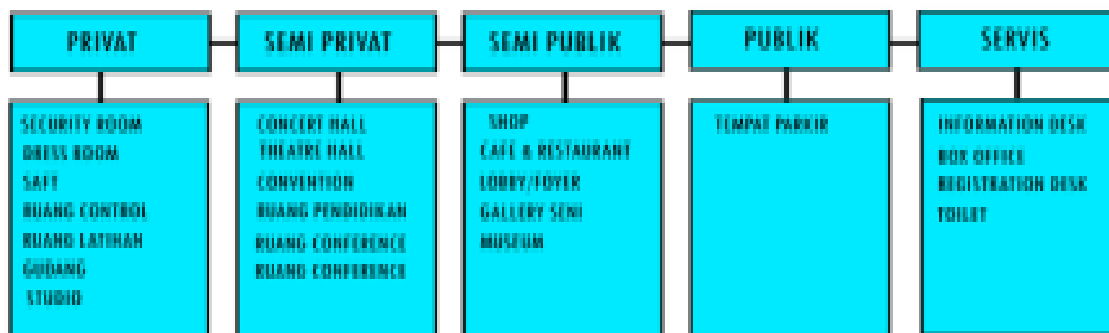 PRIVAT
SEMI PRIVAT
SEMI PUBLIK
PUBLIK
SERVIS
SECURITY ROOM
DRESS ROOM
SAFT
RUANG CONTROL
RUANG LATIHAN
GUDANG
STUDIO
CONCERT HALL
THEATRE HALL
CONVENTION
RUANG PENDIDIKAN
RUANG CONFERENCE
RUANG CONFERENCE
SHOP
CAFE & RESTAURANT
LOBBY/FOYER
GALLERY SENI
MUSEUM
TEMPAT PARKIR
INFORMATION DESK
BOX OFFICE
REGISTRATION DESK
TOILET